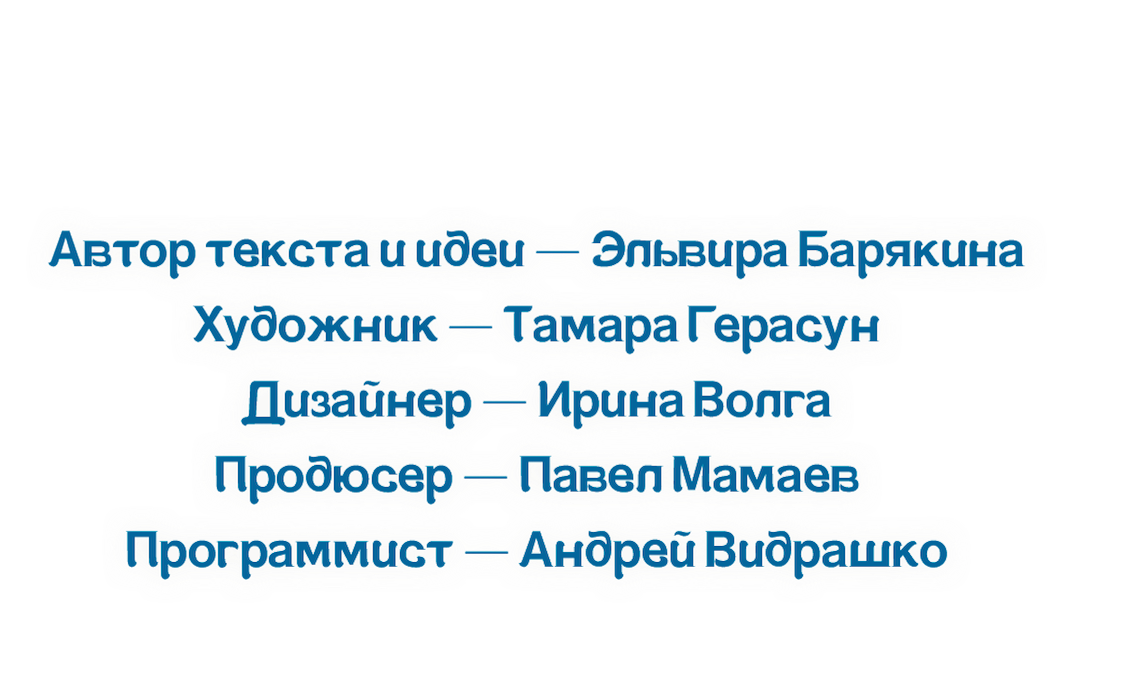 Автор текста и идеи — Эльвира Барякина
Художник — Тамара Герасун
Дизайнер — Ирина Волга
Продюсер — Павел Мамаев
Программист — Андрей Видрашко